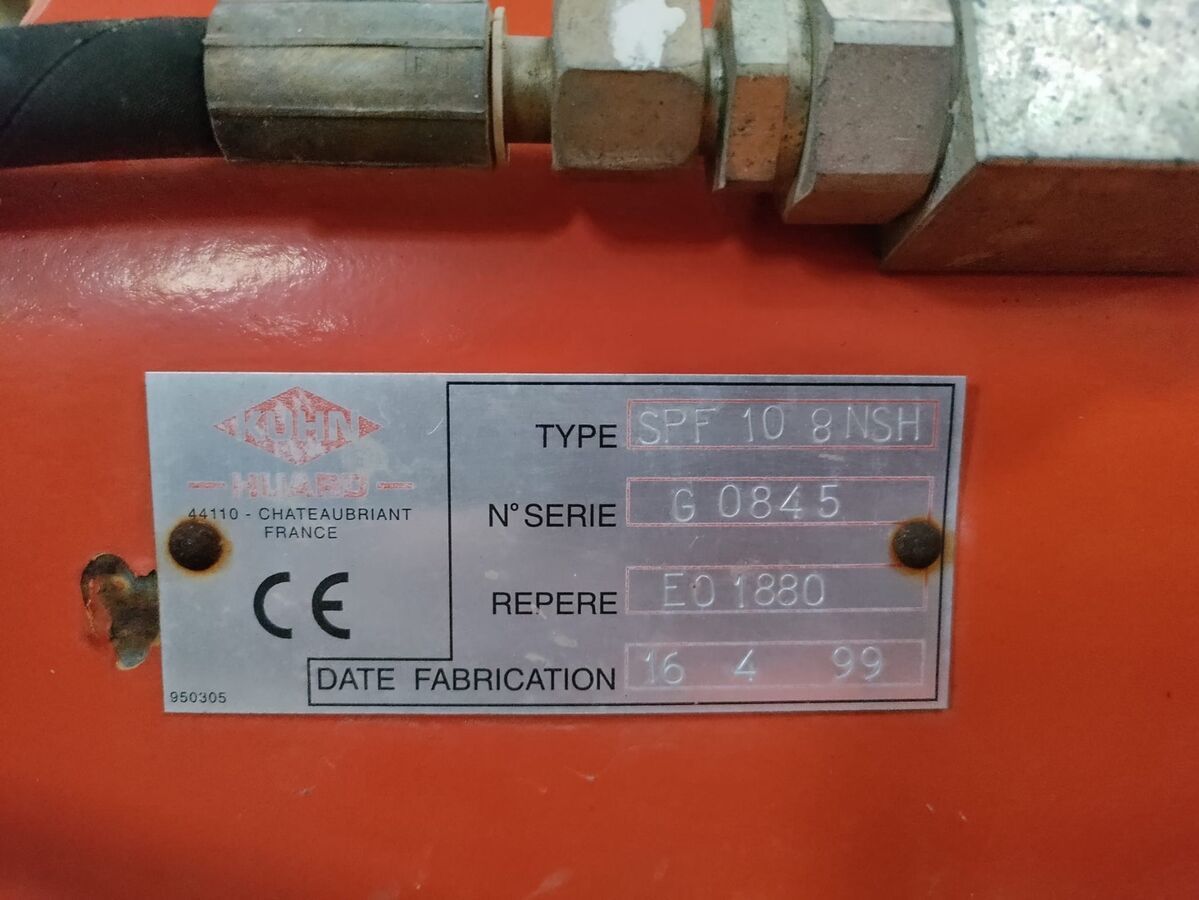 KUHN
HUARD
44110 - CHATEAUBRIANT
FRANCE
CE
950305
TYPE SPF 10 8 NSH
N° SERIE G 0845
REPERE E0 1880
DATE FABRICATION 16 4 99